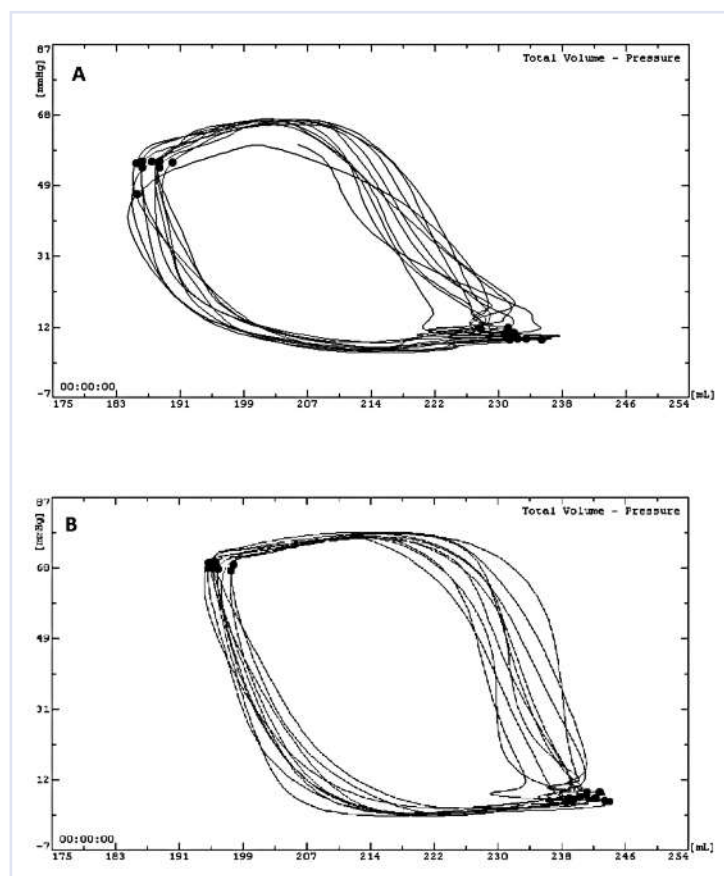 87
[mmHg]
A
Total Volume - Pressure
68
49
31
12
-7
00:00:00
175 183 191 199 207 214 222 230 238 246 254 [mL]
87
[mmHg]
B
Total Volume - Pressure
68
49
31
12
-7
00:00:00
175 183 191 199 207 214 222 230 238 246 254 [mL]